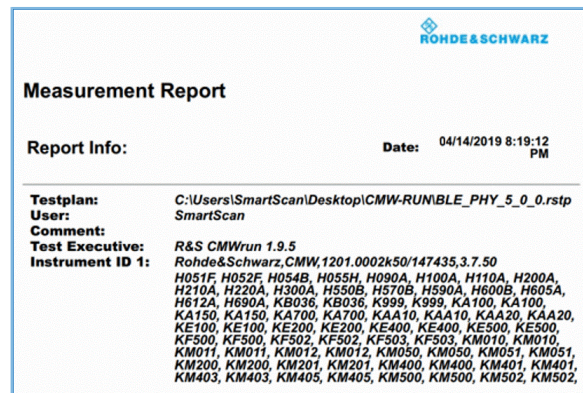 ROHDE&SCHWARZ
Measurement Report
Report Info:
Date: 04/14/2019 8:19:12
PM
Testplan: C:\Users\SmartScan\Desktop\CMW-RUN\BLE_PHY_5_0_0.rstp
User: SmartScan
Comment:
Test Executive: R&S CMWrun 1.9.5
Instrument ID 1: Rohde&Schwarz,CMW,1201.0002k50/147435,3.7.50
H051F, H052F, H054B, H055H, H090A, H100A, H110A, H200A,
H210A, H220A, H300A, H550B, H570B, H590A, H600B, H605A,
H612A, H690A, KB036, KB036, K999, K999, KA100, KA100,
KA150, KA150, KA700, KA700, KAA10, KAA10, KAA20, KAA20,
KE100, KE100, KE200, KE200, KE400, KE400, KE500, KE500,
KF500, KF500, KF502, KF502, KF503, KF503, KM010, KM010,
KM011, KM011, KM012, KM012, KM050, KM050, KM051, KM051,
KM200, KM200, KM201, KM201, KM400, KM400, KM401, KM401,
KM403, KM403, KM405, KM405, KM500, KM500, KM502, KM502,